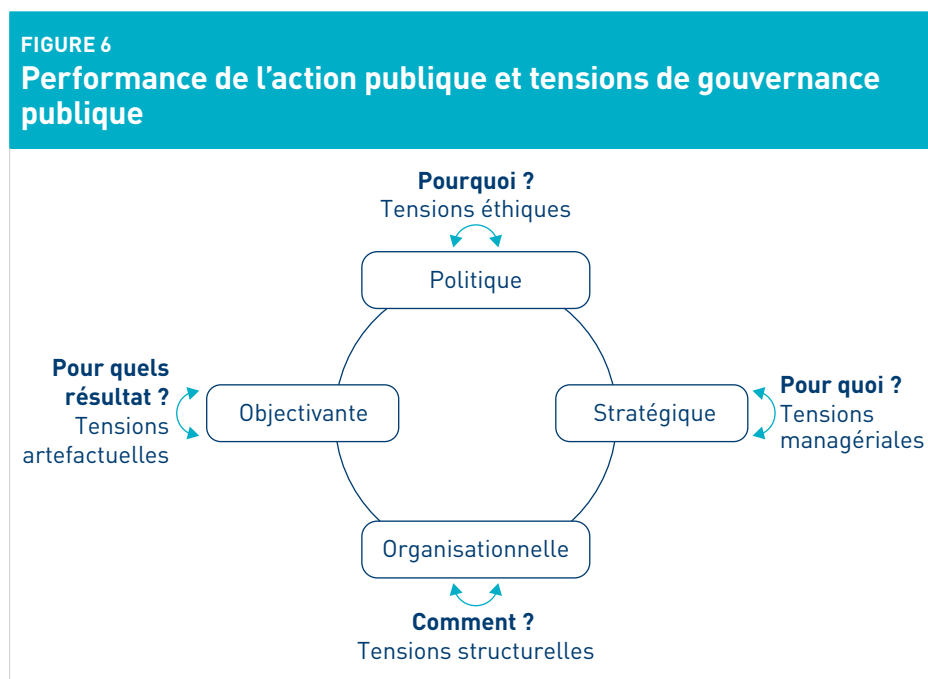 FIGURE 6
Performance de l'action publique et tensions de gouvernance
publique
Pourquoi ?
Tensions éthiques
Politique
Pour quels
résultat ?
Tensions
artefactuelles
Objectivante
Stratégique
Pour quoi ?
Tensions
managériales
Organisationnelle
Comment ?
Tensions structurelles